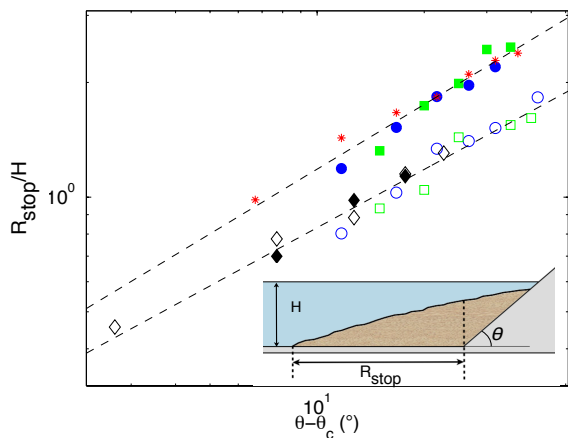 R_stop/H
10^0
10^1
θ−θ_c (°)
H
θ
R_stop